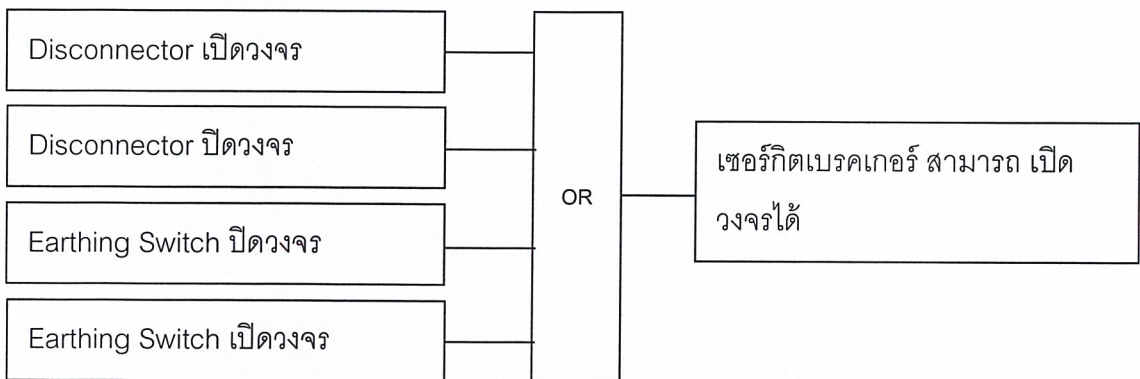 Disconnector เปิดวงจร
Disconnector ปิดวงจร
Earthing Switch ปิดวงจร
Earthing Switch เปิดวงจร
OR
เซอร์กิตเบรคเกอร์ สามารถ เปิด
วงจรได้